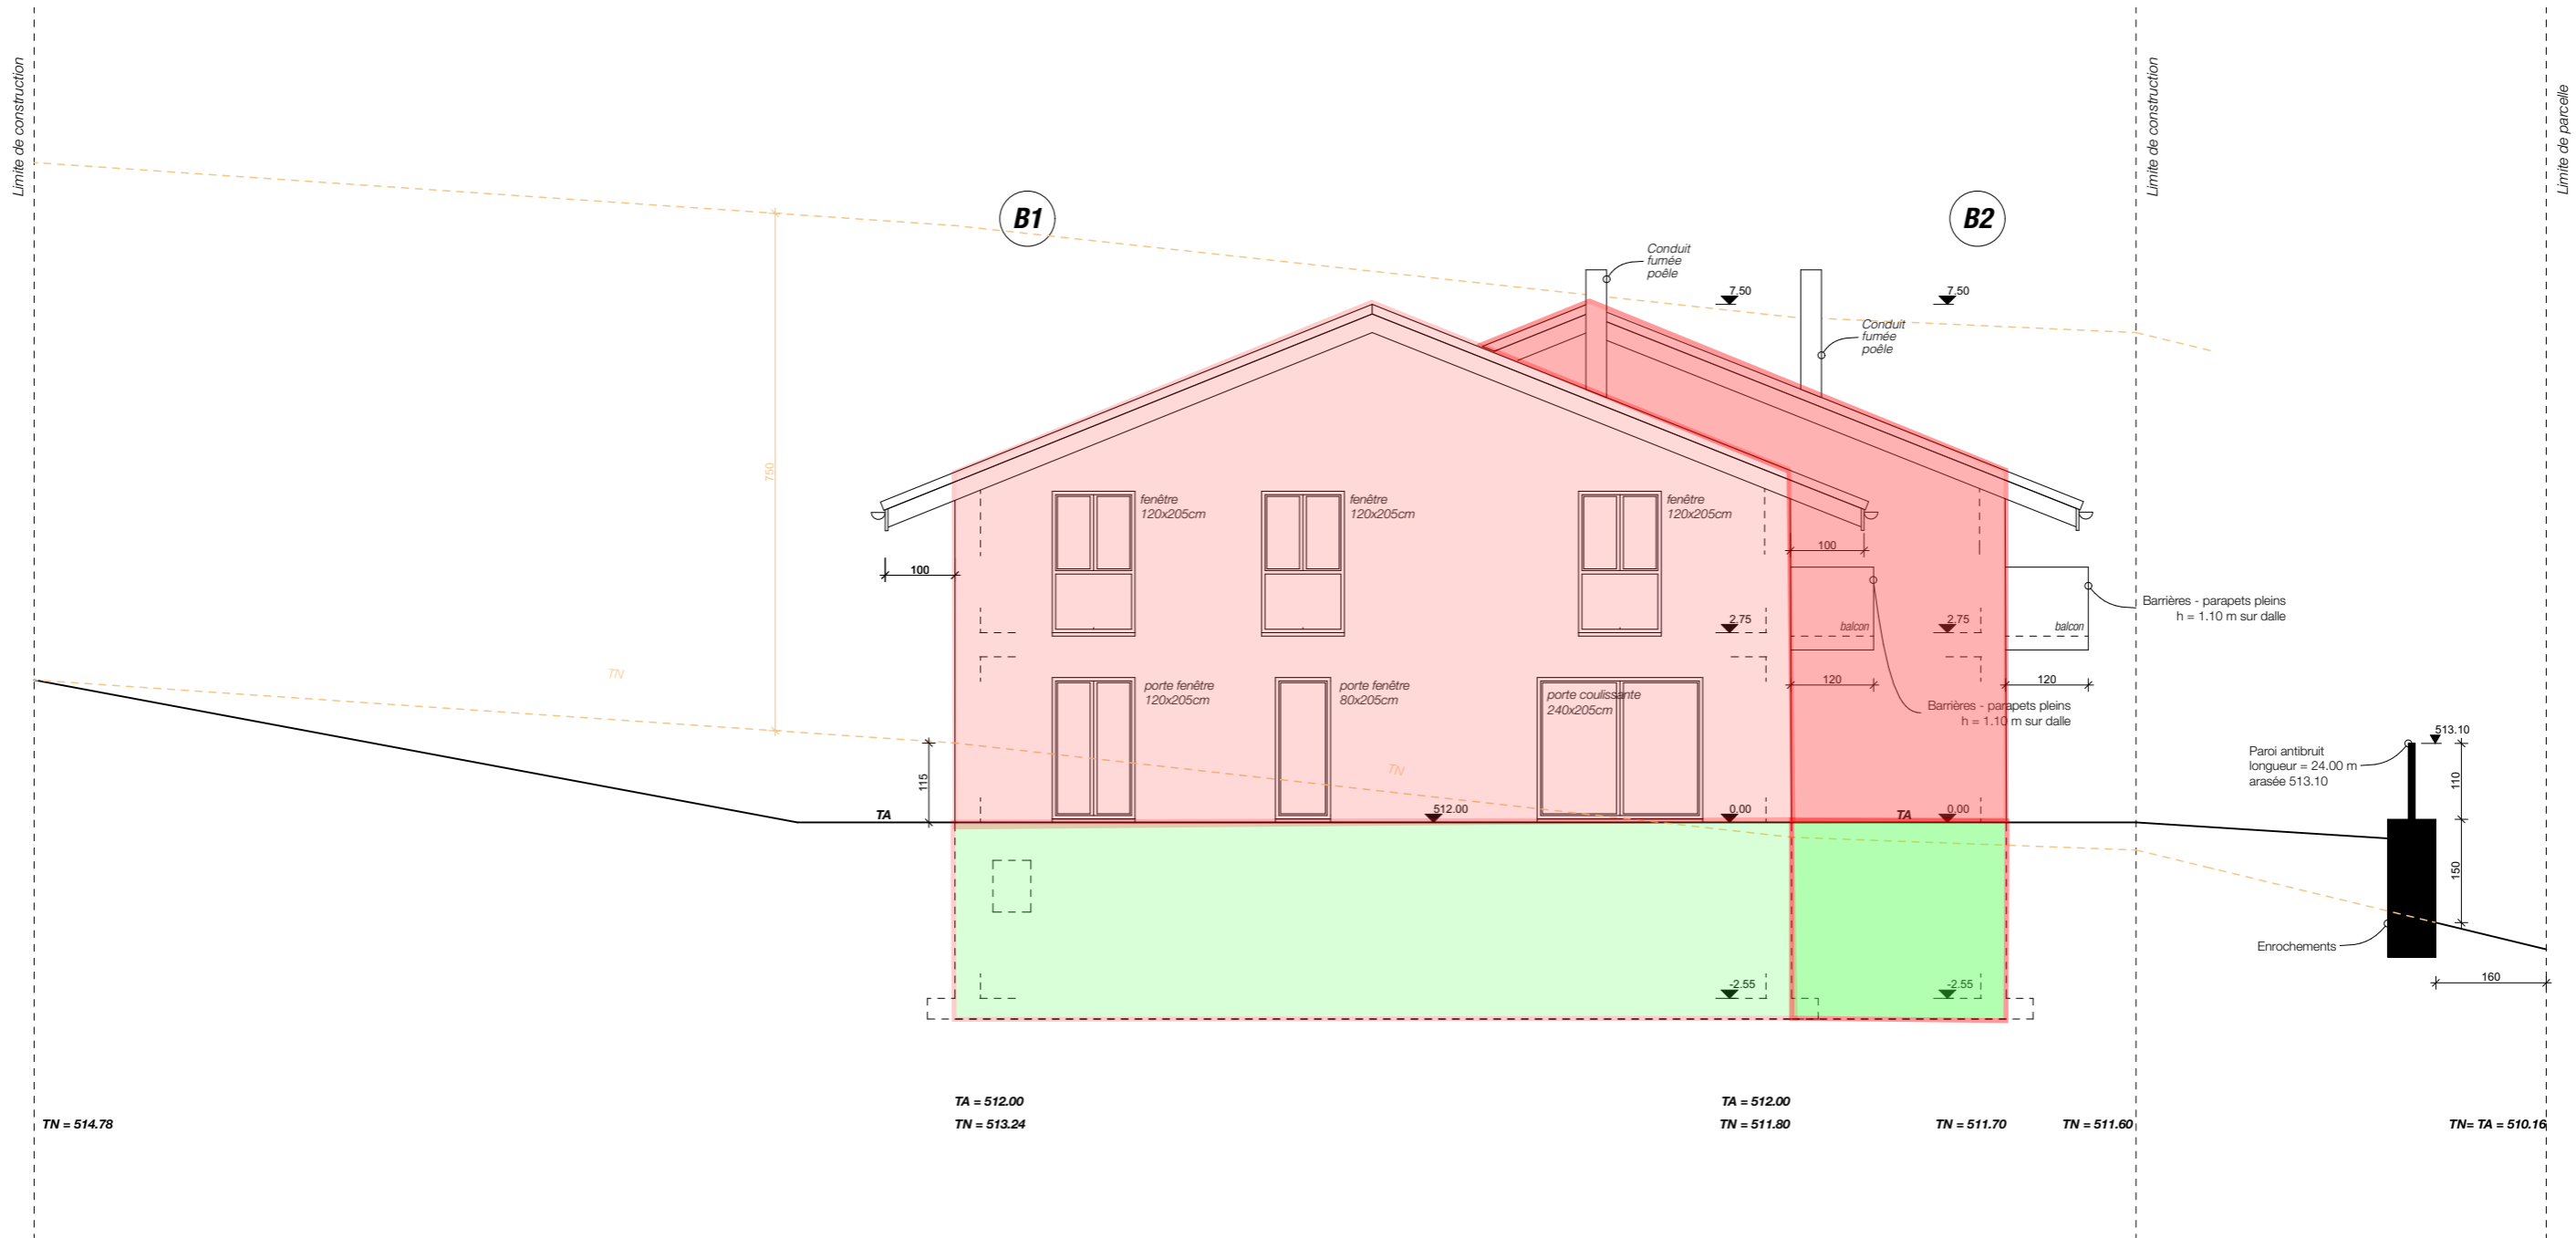 Limite de construction
Limite de construction
Limite de parcelle
B1
B2
Conduit
fumée
poêle
7.50
7.50
Conduit
fumée
poêle
750
fenêtre
120x205cm
fenêtre
120x205cm
fenêtre
120x205cm
100
100
Barrières - parapets pleins
h = 1.10 m sur dalle
2.75
2.75
balcon
balcon
TN
120
120
porte fenêtre
120x205cm
porte fenêtre
80x205cm
porte coulissante
240x205cm
Barrières - parapets pleins
h = 1.10 m sur dalle
513.10
Paroi antibruit
longueur = 24.00 m
arasée 513.10
110
TN
115
TA
512.00
0.00
TA
0.00
150
Enrochements
-2.55
-2.55
160
TA = 512.00
TA = 512.00
TN = 514.78
TN = 513.24
TN = 511.80
TN = 511.70
TN = 511.60
TN= TA = 510.16